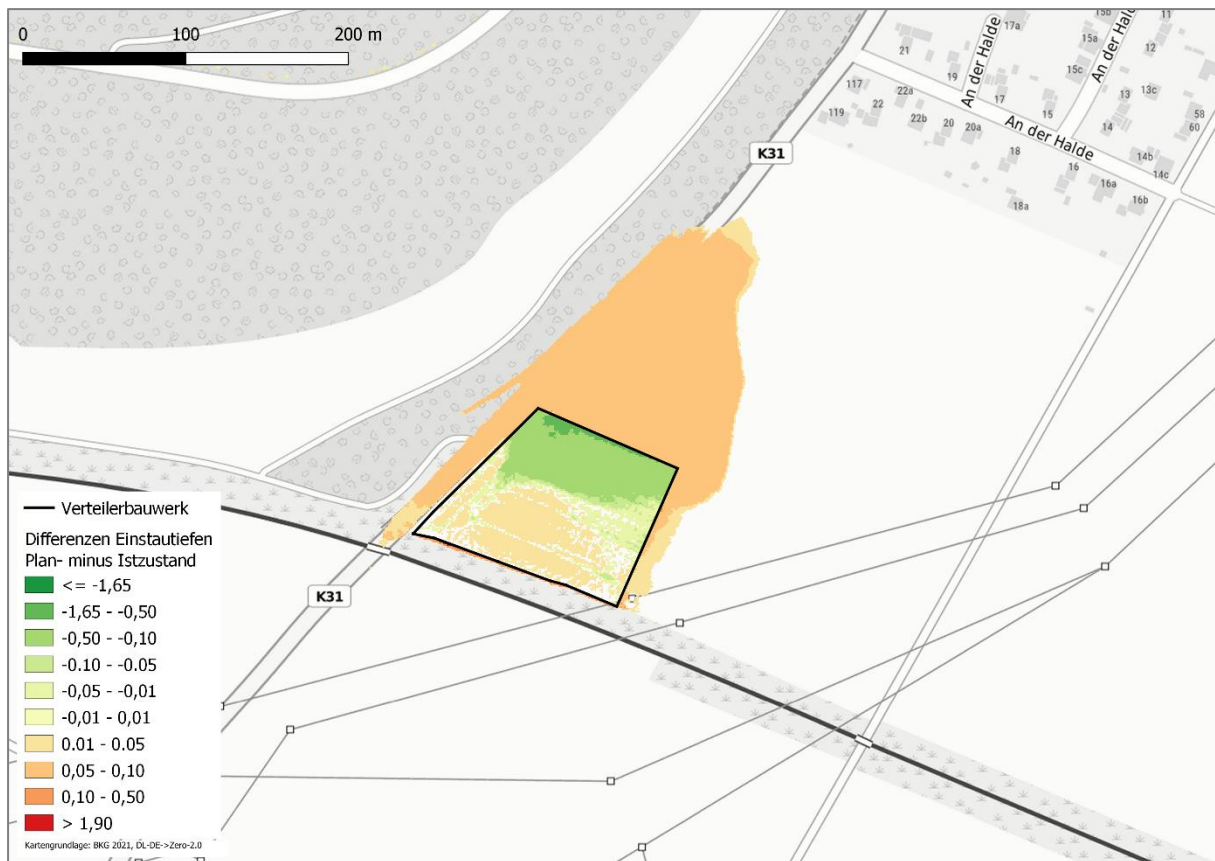 0 100 200 m
17a
15b
11
21
15a
12
An der Halde
An der Hald
15c
19
117
22a
17
13
13c
119
22
15
58
22b
20
20a
An der Halde
14
60
K31
18
14b
16
14c
16a
18a
16b
K31
Verteilerbauwerk
Differenzen Einstautiefen
Plan- minus Istzustand
<= -1,65
-1,65 - -0,50
-0,50 - -0,10
-0.10 - -0.05
-0,05 - -0,01
-0,01 - 0,01
0.01 - 0.05
0,05 - 0,10
0,10 - 0,50
> 1,90
Kartengrundlage: BKG 2021, DL-DE->Zero-2.0